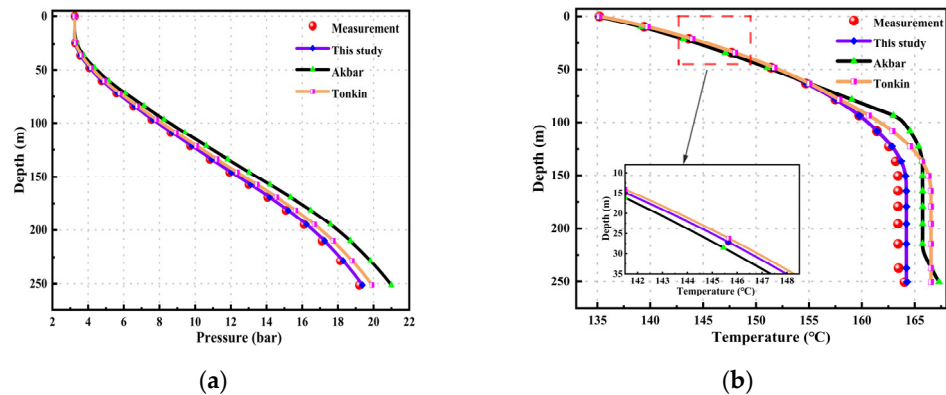 0
50
100
150
200
250
Depth (m)
2 4 6 8 10 12 14 16 18 20 22
Pressure (bar)
Measurement
This study
Akbar
Tonkin
(a)
0
50
100
150
200
250
300
Depth (m)
135 140 145 150 155 160 165
Temperature (°C)
Measurement
This study
Akbar
Tonkin
10
15
20
25
30
35
Depth (m)
142 143 144 145 146 147 148
Temperature (°C)
(b)